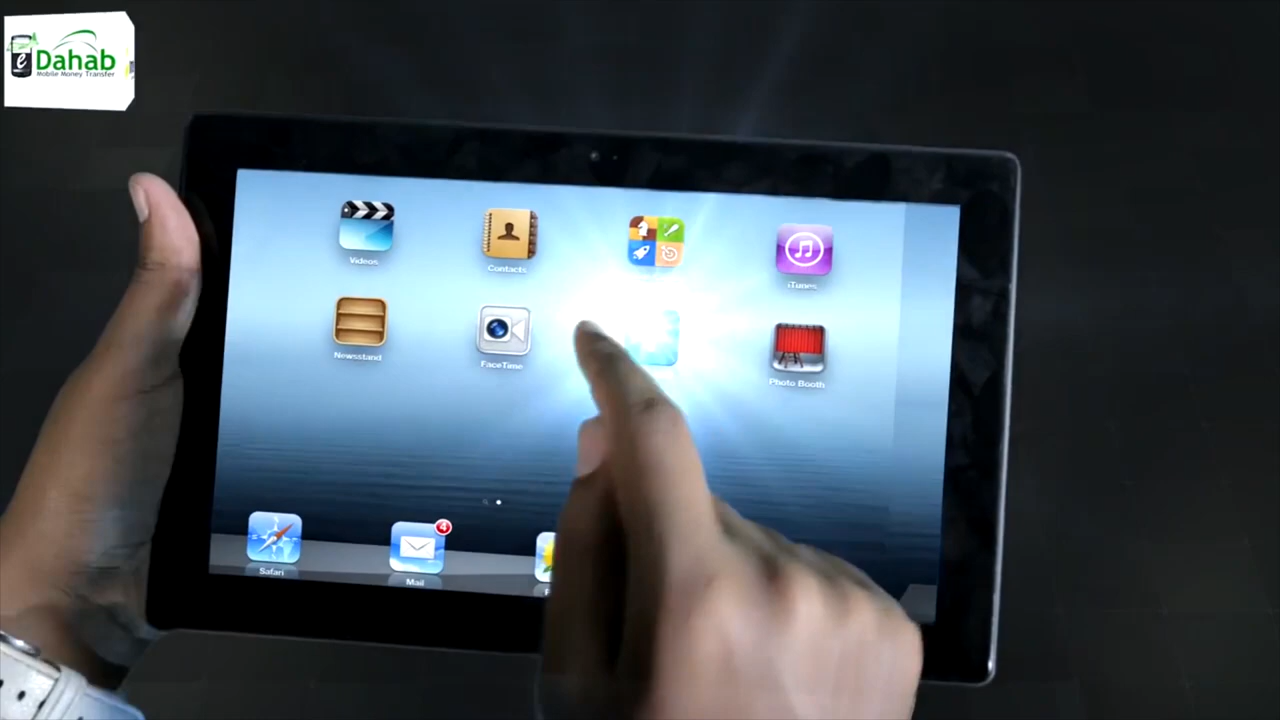 e Dahab
Mobile Money Transfer
Videos
Contacts
iTunes
Newsstand
FaceTime
Photo Booth
4
Safari
Mail